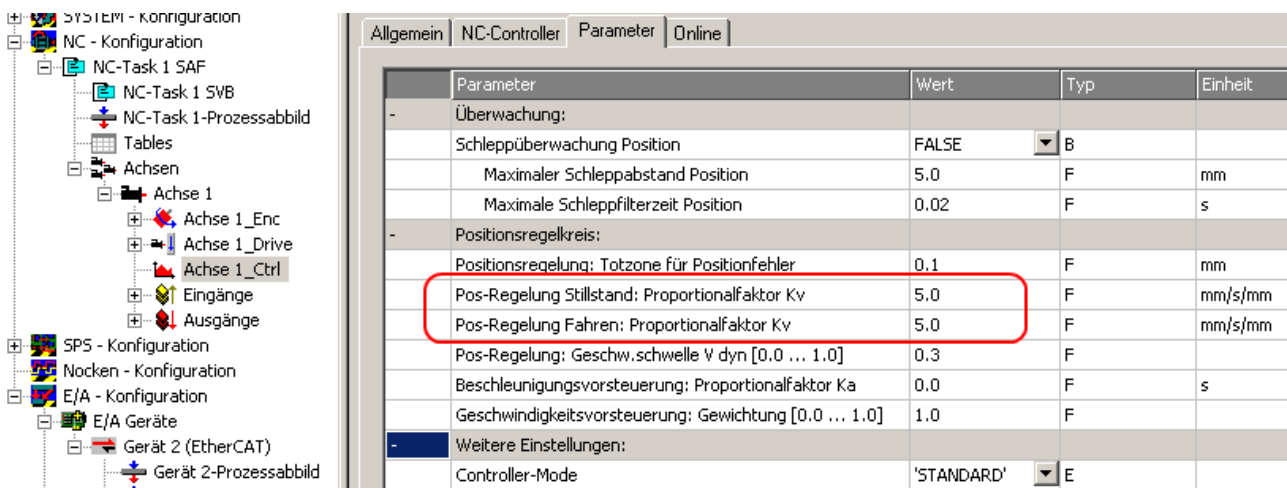 SYSTEM - Konfiguration
NC - Konfiguration
NC-Task 1 SAF
NC-Task 1 SVB
NC-Task 1-Prozessabbild
Tables
Achsen
Achse 1
Achse 1_Enc
Achse 1_Drive
Achse 1_Ctrl
Eingänge
Ausgänge
SPS - Konfiguration
Nocken - Konfiguration
E/A - Konfiguration
E/A Geräte
Gerät 2 (EtherCAT)
Gerät 2-Prozessabbild
Allgemein NC-Controller Parameter Online
Parameter Wert Typ Einheit
- Überwachung:
Schleppüberwachung Position FALSE B
Maximaler Schleppabstand Position 5.0 F mm
Maximale Schleppfilterzeit Position 0.02 F s
- Positionsregelkreis:
Positionsregelung: Totzone für Positionfehler 0.1 F mm
Pos-Regelung Stillstand: Proportionalfaktor Kv 5.0 F mm/s/mm
Pos-Regelung Fahren: Proportionalfaktor Kv 5.0 F mm/s/mm
Pos-Regelung: Geschw.schwelle V dyn [0.0 ... 1.0] 0.3 F
Beschleunigungsvorsteuerung: Proportionalfaktor Ka 0.0 F s
Geschwindigkeitsvorsteuerung: Gewichtung [0.0 ... 1.0] 1.0 F
- Weitere Einstellungen:
Controller-Mode 'STANDARD' E